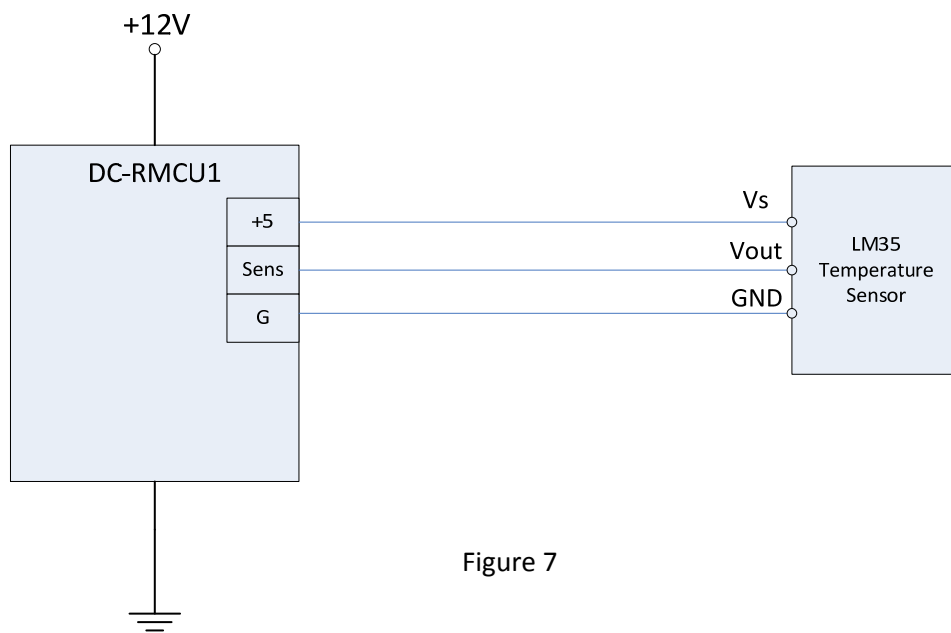 +12V
DC-RMCU1
+5
Sens
G
Vs
Vout
GND
LM35
Temperature
Sensor
Figure 7